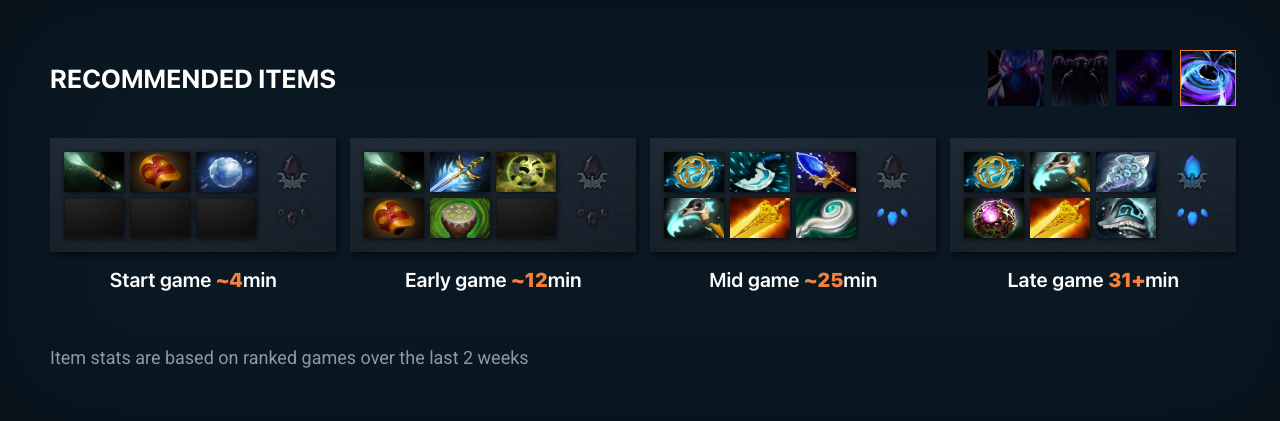 RECOMMENDED ITEMS
Start game ~4min
Early game ~12min
Mid game ~25min
Late game 31+min
Item stats are based on ranked games over the last 2 weeks